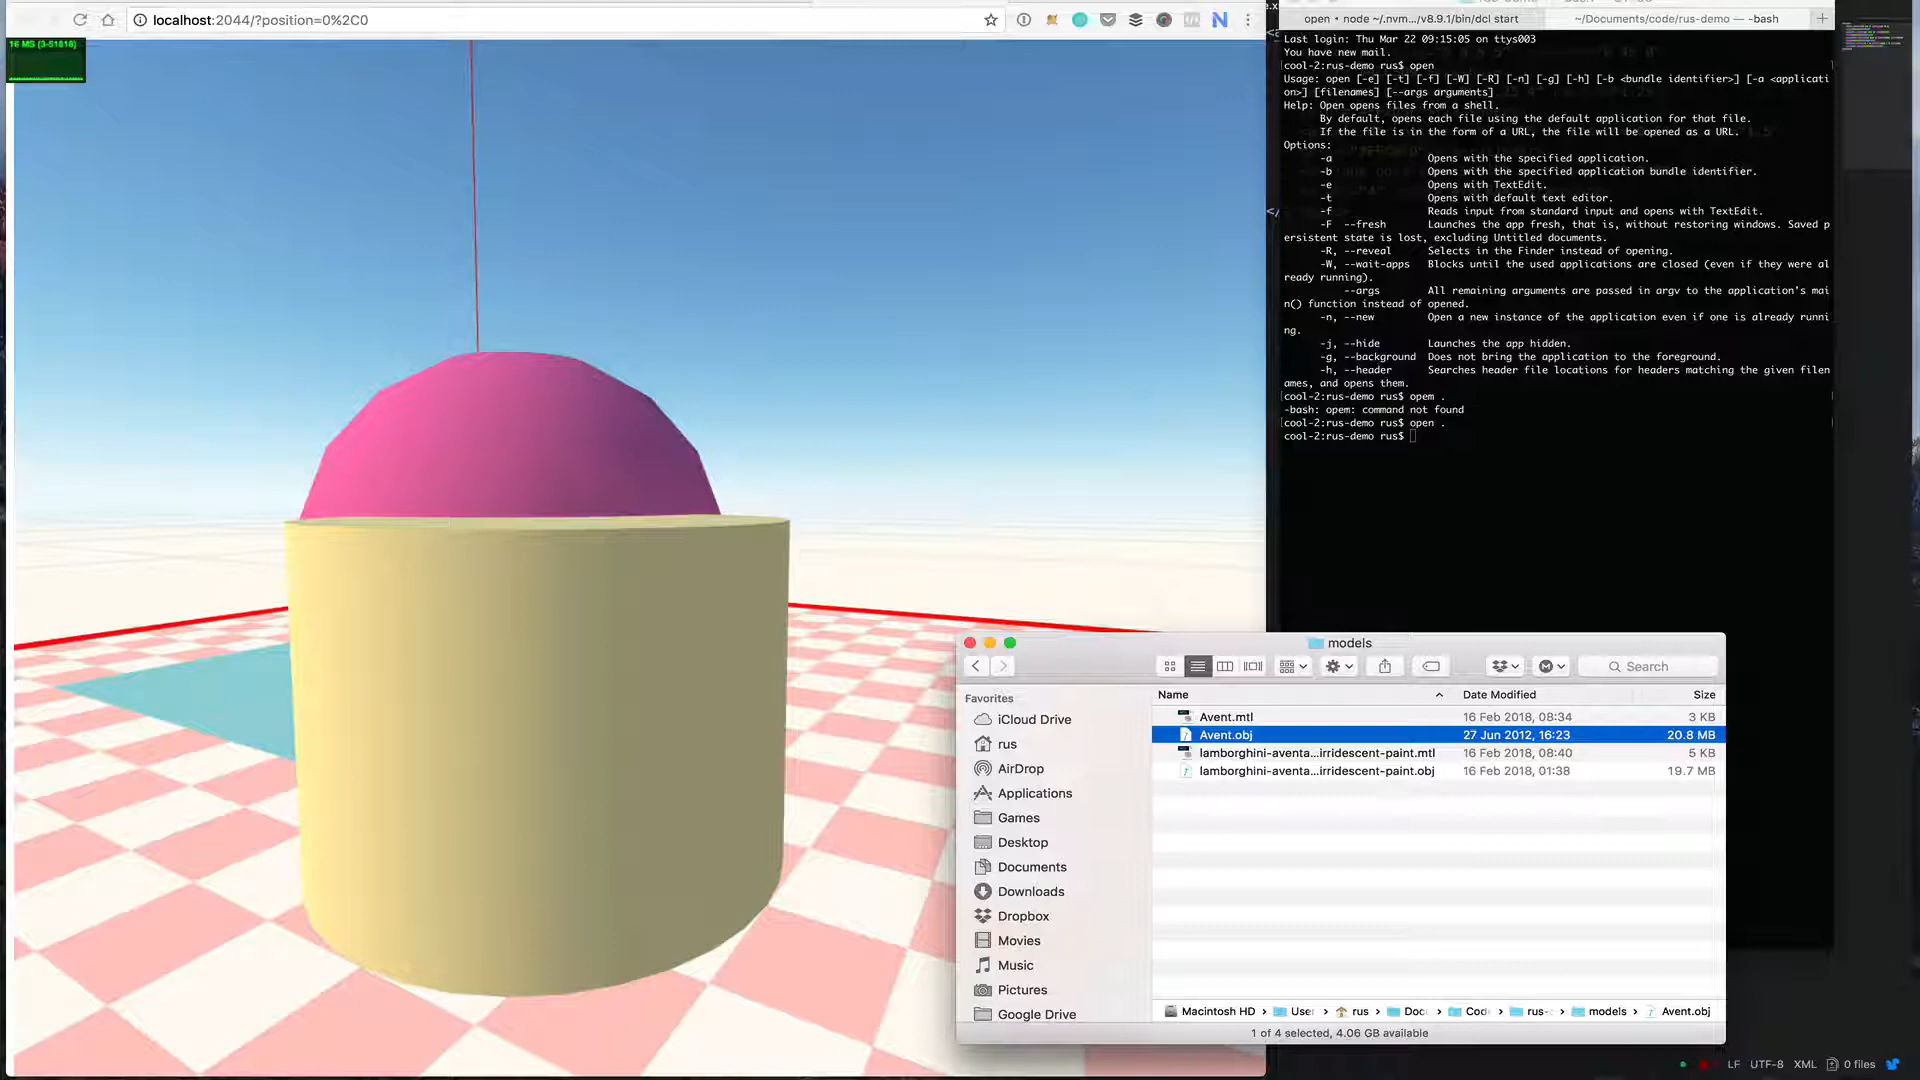 localhost:2044/?position=0%2C0
16 MS (3-51818)
open • node ~/.nvm.../v8.9.1/bin/dcl start
~/Documents/code/rus-demo — -bash
Last login: Thu Mar 22 09:15:05 on ttys003
You have new mail.
[cool-2:rus-demo rus$ open
Usage: open [-e] [-t] [-f] [-W] [-R] [-n] [-g] [-h] [-b <bundle identifier>] [-a <applicati
on>] [filenames] [--args arguments]
Help: Open opens files from a shell.
By default, opens each file using the default application for that file.
If the file is in the form of a URL, the file will be opened as a URL.
Options:
-a Opens with the specified application.
-b Opens with the specified application bundle identifier.
-e Opens with TextEdit.
-t Opens with default text editor.
-f Reads input from standard input and opens with TextEdit.
-F --fresh Launches the app fresh, that is, without restoring windows. Saved p
ersistent state is lost, excluding Untitled documents.
-R, --reveal Selects in the Finder instead of opening.
-W, --wait-apps Blocks until the used applications are closed (even if they were al
ready running).
--args All remaining arguments are passed in argv to the application's mai
n() function instead of opened.
-n, --new Open a new instance of the application even if one is already runni
ng.
-j, --hide Launches the app hidden.
-g, --background Does not bring the application to the foreground.
-h, --header Searches header file locations for headers matching the given filen
ames, and opens them.
[cool-2:rus-demo rus$ opem .
-bash: opem: command not found
[cool-2:rus-demo rus$ open .
cool-2:rus-demo rus$
models
Search
Favorites
iCloud Drive
rus
AirDrop
Applications
Games
Desktop
Documents
Downloads
Dropbox
Movies
Music
Pictures
Google Drive
Name Date Modified Size
Avent.mtl 16 Feb 2018, 08:34 3 KB
Avent.obj 27 Jun 2012, 16:23 20.8 MB
lamborghini-aventa...irridescent-paint.mtl 16 Feb 2018, 08:40 5 KB
lamborghini-aventa...irridescent-paint.obj 16 Feb 2018, 01:38 19.7 MB
Macintosh HD › User › rus › Doc › Cod › rus- › models › Avent.obj
1 of 4 selected, 4.06 GB available
LF UTF-8 XML 0 files